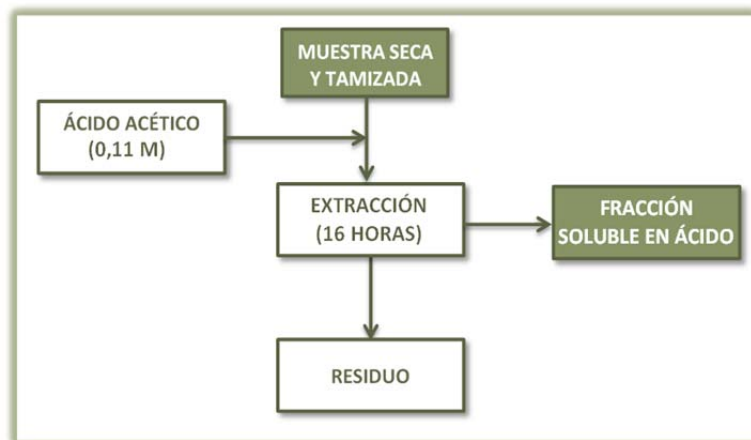 MUESTRA SECA
Y TAMIZADA
ÁCIDO ACÉTICO
(0,11 M)
EXTRACCIÓN
(16 HORAS)
FRACCIÓN
SOLUBLE EN ÁCIDO
RESIDUO